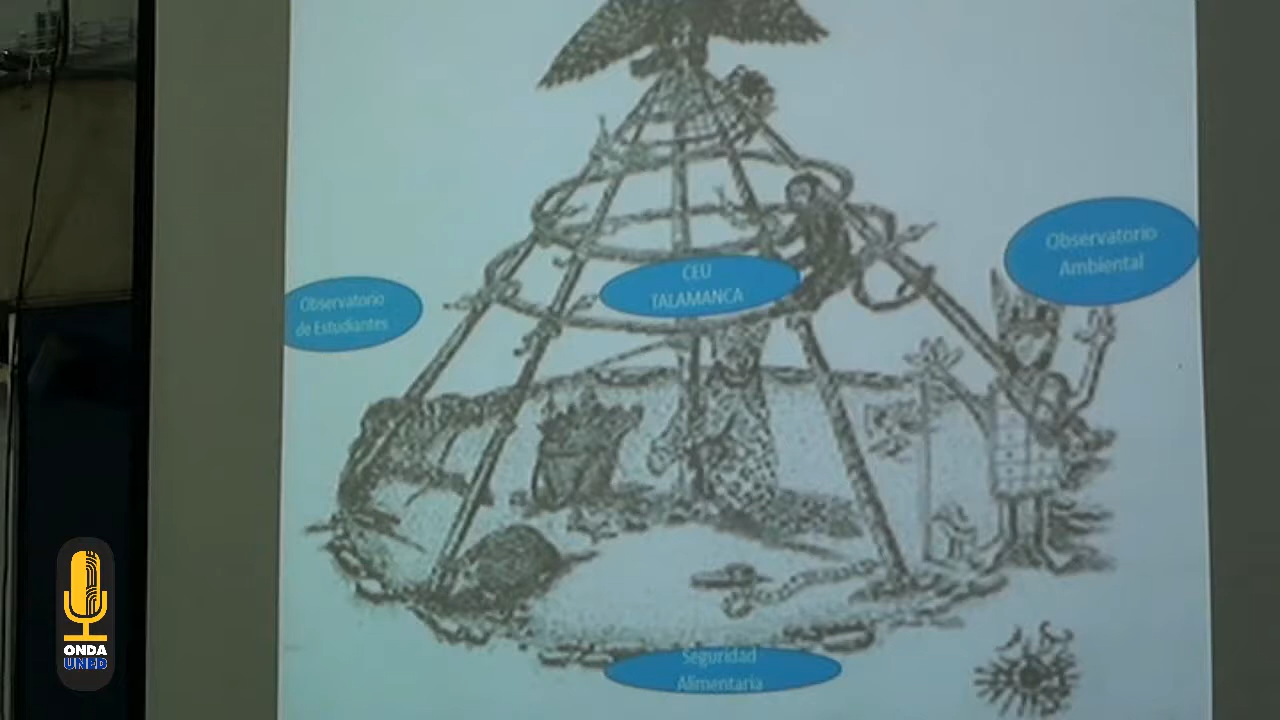 Observatorio
Ambiental
CEU
TALAMANCA
Observatorio
de Estudiantes
Seguridad
Alimentaria
ONDA
UNED